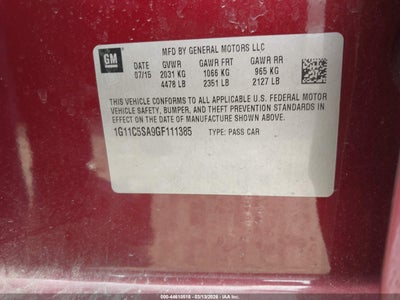 GM
MFD BY GENERAL MOTORS LLC
DATE GVWR GAWR FRT GAWR RR
07/15 2031 KG 1066 KG 965 KG
4478 LB 2351 LB 2127 LB
THIS VEHICLE CONFORMS TO ALL APPLICABLE U.S. FEDERAL MOTOR
VEHICLE SAFETY, BUMPER, AND THEFT PREVENTION STANDARDS
IN EFFECT ON THE DATE OF MANUFACTURE SHOWN ABOVE.
1G11C5SA9GF111385 TYPE: PASS CAR
000-44610518 - 03/13/2026 - IAA Inc.